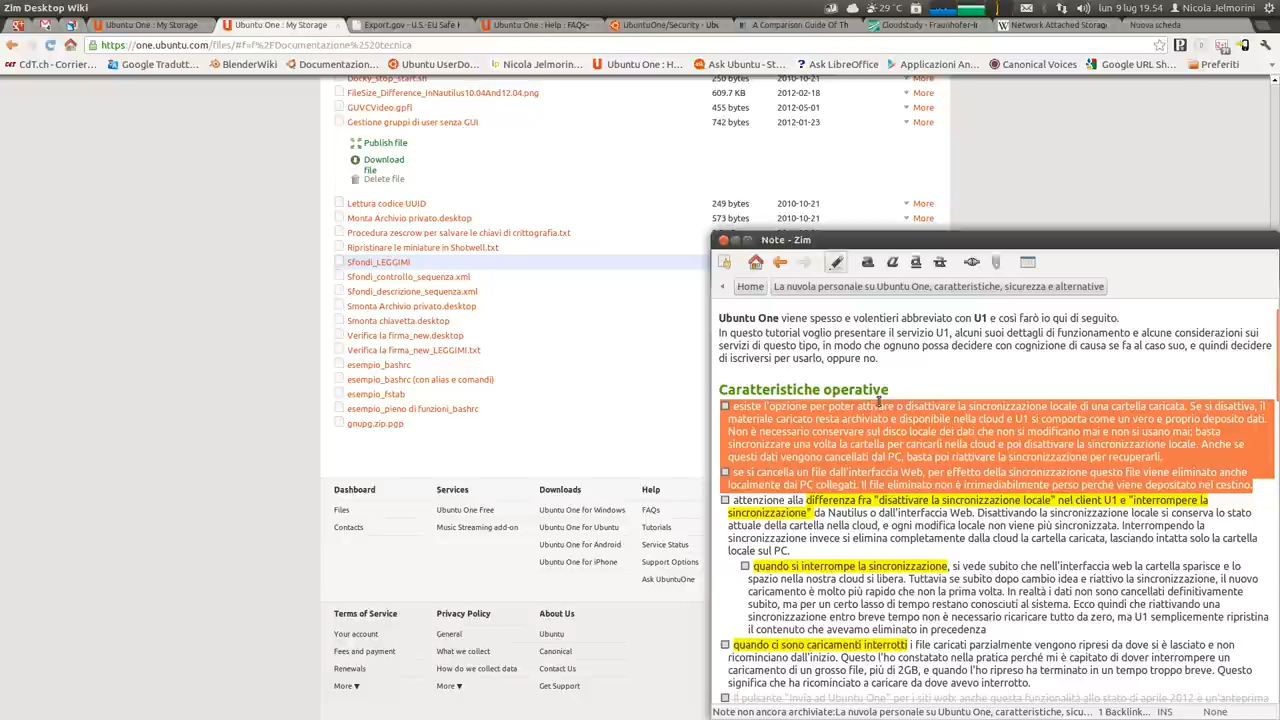 Zim Desktop Wiki
29 °C
lun 9 lug 19:54
Nicola Jelmorini
Ubuntu One : My Storage
Ubuntu One : My Storage
Export.gov - U.S.-EU Safe
Ubuntu One : Help : FAQs
UbuntuOne/Security - Ubu
A Comparison Guide Of Th
Cloudstudy - Fraunhofer-In
Network Attached Storag
Nuova scheda
https://one.ubuntu.com/files/#f=f%2FDocumentazione%2520tecnica
CdT.ch - Corrier...
Google Tradutt...
BlenderWiki
Documentazion...
Ubuntu UserDo...
Nicola Jelmorin...
Ubuntu One : H...
Ask Ubuntu - St...
Ask LibreOffice
Applicazioni An...
Canonical Voices
Google URL Sh...
Preferiti
Docky_stop_start.sh 250 bytes 2010-10-21 More
FileSize_Difference_InNautilus10.04And12.04.png 609.7 KB 2012-02-18 More
GUVCVideo.gpfl 455 bytes 2012-05-01 More
Gestione gruppi di user senza GUI 742 bytes 2012-01-23 More
Publish file
Download
file
Delete file
Lettura codice UUID 249 bytes 2010-10-21 More
Monta Archivio privato.desktop 573 bytes 2010-10-21 More
Procedura zescrow per salvare le chiavi di crittografia.txt
Ripristinare le miniature in Shotwell.txt
Sfondi_LEGGIMI
Sfondi_controllo_sequenza.xml
Sfondi_descrizione_sequenza.xml
Smonta Archivio privato.desktop
Smonta chiavetta.desktop
Verifica la firma_new.desktop
Verifica la firma_new_LEGGIMI.txt
esempio_bashrc
esempio_bashrc (con alias e comandi)
esempio_fstab
esempio_pieno di funzioni_bashrc
gnupg.zip.pgp
Dashboard
Files
Contacts
Services
Ubuntu One Free
Music Streaming add-on
Downloads
Ubuntu One for Windows
Ubuntu One for Ubuntu
Ubuntu One for Android
Ubuntu One for iPhone
Help
FAQs
Tutorials
Service Status
Support Options
Ask UbuntuOne
Terms of Service
Your account
Fees and payment
Renewals
More ▼
Privacy Policy
General
What we collect
How do we collect data
More ▼
About Us
Ubuntu
Canonical
Contact Us
Get Support
Note - Zim
Home
La nuvola personale su Ubuntu One, caratteristiche, sicurezza e alternative
Ubuntu One viene spesso e volentieri abbreviato con U1 e così farò io qui di seguito.
In questo tutorial voglio presentare il servizio U1, alcuni suoi dettagli di funzionamento e alcune considerazioni sui
servizi di questo tipo, in modo che ognuno possa decidere con cognizione di causa se fa al caso suo, e quindi decidere
di iscriversi per usarlo, oppure no.
Caratteristiche operative
esiste l'opzione per poter attivare o disattivare la sincronizzazione locale di una cartella caricata. Se si disattiva, il
materiale caricato resta archiviato e disponibile nella cloud e U1 si comporta come un vero e proprio deposito dati.
Non è necessario conservare sul disco locale dei dati che non si modificano mai e non si usano mai; basta
sincronizzare una volta la cartella per caricarli nella cloud e poi disattivare la sincronizzazione locale. Anche se
questi dati vengono cancellati dal PC, basta poi riattivare la sincronizzazione per recuperarli.
se si cancella un file dall'interfaccia Web, per effetto della sincronizzazione questo file viene eliminato anche
localmente dai PC collegati. Il file eliminato non è irrimediabilmente perso perché viene depositato nel cestino.
attenzione alla differenza fra "disattivare la sincronizzazione locale" nel client U1 e "interrompere la
sincronizzazione" da Nautilus o dall'interfaccia Web. Disattivando la sincronizzazione locale si conserva lo stato
attuale della cartella nella cloud, e ogni modifica locale non viene più sincronizzata. Interrompendo la
sincronizzazione invece si elimina completamente dalla cloud la cartella caricata, lasciando intatta solo la cartella
locale sul PC.
quando si interrompe la sincronizzazione, si vede subito che nell'interfaccia web la cartella sparisce e lo
spazio nella nostra cloud si libera. Tuttavia se subito dopo cambio idea e riattivo la sincronizzazione, il nuovo
caricamento è molto più rapido che non la prima volta. In realtà i dati non sono cancellati definitivamente
subito, ma per un certo lasso di tempo restano conosciuti al sistema. Ecco quindi che riattivando una
sincronizzazione entro breve tempo non è necessario ricaricare tutto da zero, ma U1 semplicemente ripristina
il contenuto che avevamo eliminato in precedenza
quando ci sono caricamenti interrotti i file caricati parzialmente vengono ripresi da dove si è lasciato e non
ricominciano dall'inizio. Questo l'ho constatato nella pratica perché mi è capitato di dover interrompere un
caricamento di un grosso file, più di 2GB, e quando l'ho ripreso ha terminato in un tempo troppo breve. Questo
significa che ha ricominciato a caricare da dove avevo interrotto.
Il pulsante "Invia ad Ubuntu One" per i siti web: anche questa funzionalità allo stato di aprile 2012 è un'anteprima
Note non ancora archiviate:La nuvola personale su Ubuntu One, caratteristiche, sicu... 1 Backlink... INS None